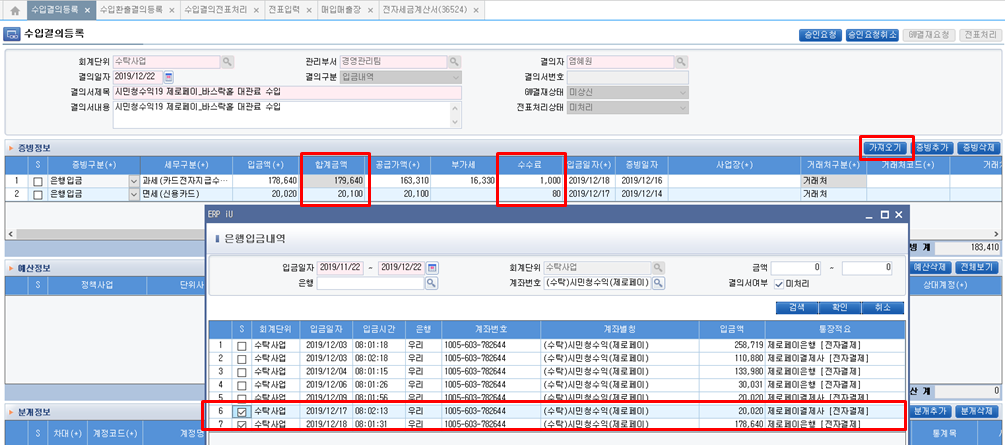 수입결의등록 × 수입환출결의등록 × 수입결의전표처리 × 전표입력 × 매입매출장 × 전자세금계산서(36524) ×
수입결의등록 승인요청 승인요청취소 GW결재요청 전표처리
회계단위 수탁사업 관리부서 경영관리팀 결의자 염혜원
결의일자 2019/12/22 결의구분 입금내역 결의서번호
결의서제목 시민청수익19 제로페이_바스락홀 대관료 수입 GW결재상태 미상신
결의서내용 시민청수익19 제로페이_바스락홀 대관료 수입 전표처리상태 미처리
증빙정보 가져오기 증빙추가 증빙삭제
S 증빙구분(*) 세무구분(*) 입금액(*) 합계금액 공급가액(*) 부가세 수수료 입금일자(*) 증빙일자 사업장(*) 거래처구분(*) 거래처코드(*) 거래처
1 은행입금 과세(카드전자지급수… 178,640 179,640 163,310 16,330 1,000 2019/12/18 2019/12/16 거래처
2 은행입금 면세(신용카드) 20,020 20,100 20,100 80 2019/12/17 2019/12/14 거래처
ERP iU
은행입금내역
빙 계 183,410
입금일자 2019/11/22 ~ 2019/12/22 회계단위 수탁사업 금액 0 ~ 0
은행 계좌번호 (수탁)시민청수익(제로페이) 결의서여부 미처리
예산정보 예산삭제 전체보기
S 정책사업 단위사 상대계정(*)
검색 확인 취소
S 회계단위 입금일자 입금시간 은행 계좌번호 계좌별칭 입금액 통장적요
1 수탁사업 2019/12/03 08:01:18 우리 1005-603-782644 (수탁)시민청수익(제로페이) 258,719 제로페이은행 [전자결제]
2 수탁사업 2019/12/03 08:02:18 우리 1005-603-782644 (수탁)시민청수익(제로페이) 110,880 제로페이결제사 [전자결제]
3 수탁사업 2019/12/04 08:01:15 우리 1005-603-782644 (수탁)시민청수익(제로페이) 133,980 제로페이은행 [전자결제]
4 수탁사업 2019/12/06 08:01:26 우리 1005-603-782644 (수탁)시민청수익(제로페이) 30,031 제로페이은행 [전자결제]
5 수탁사업 2019/12/09 08:01:56 우리 1005-603-782644 (수탁)시민청수익(제로페이) 20,020 제로페이은행 [전자결제]
산 계 0
6 수탁사업 2019/12/17 08:02:13 우리 1005-603-782644 (수탁)시민청수익(제로페이) 20,020 제로페이결제사 [전자결제]
분개정보 분개추가 분개삭제
7 수탁사업 2019/12/18 08:01:31 우리 1005-603-782644 (수탁)시민청수익(제로페이) 178,640 제로페이은행 [전자결제]
S 차대(*) 계정코드(*) 계정명 통계목